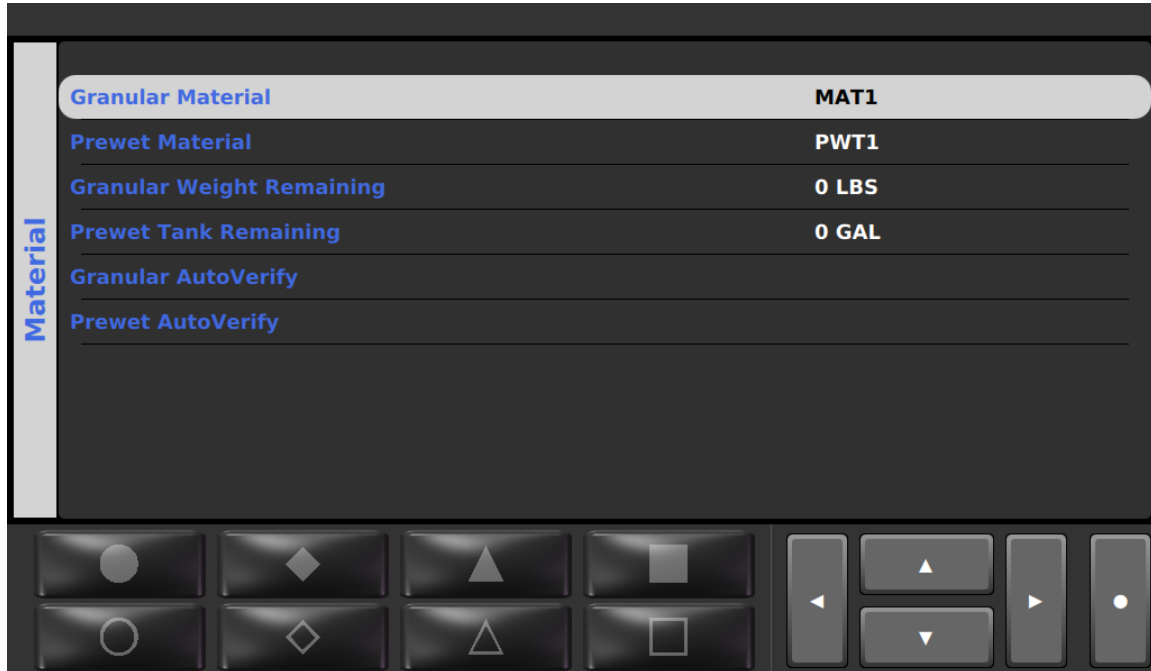 Material
Granular Material MAT1
Prewet Material PWT1
Granular Weight Remaining 0 LBS
Prewet Tank Remaining 0 GAL
Granular AutoVerify
Prewet AutoVerify